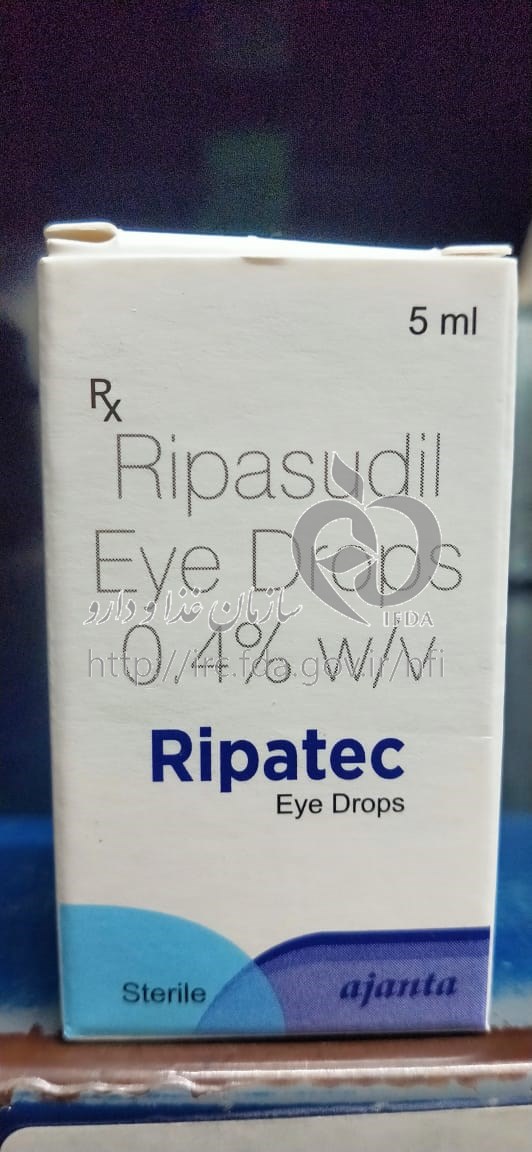 5 ml
Rx
Ripasudil
Eye Drops
IFDA
سازمان غذا و دارو
0.4% w/v
http://irc.fda.gov.ir/nfi
Ripatec
Eye Drops
Sterile
ajanta